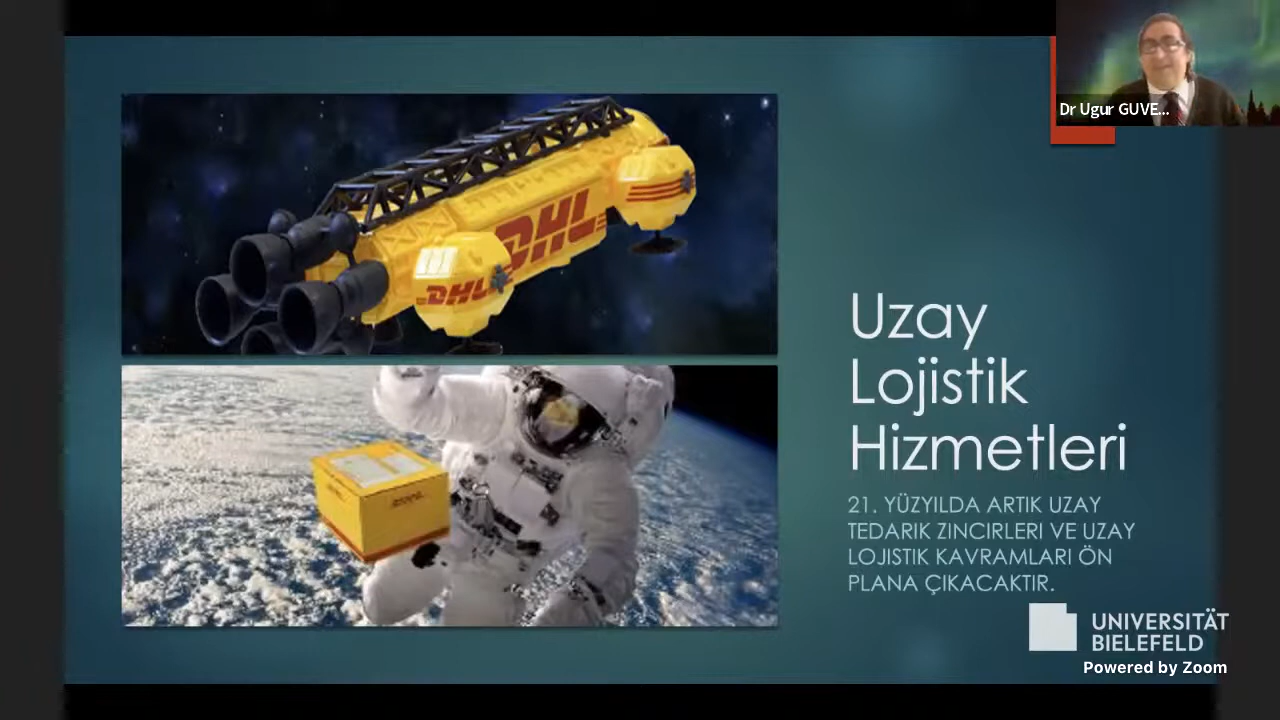 Dr Ugur GUVE...
DHL
DHL
Uzay
Lojistik
Hizmetleri
21. YÜZYILDA ARTIK UZAY
TEDARIK ZINCIRLERI VE UZAY
LOJISTIK KAVRAMLARI ÖN
PLANA ÇIKACAKTIR.
UNIVERSITÄT
BIELEFELD
Powered by Zoom